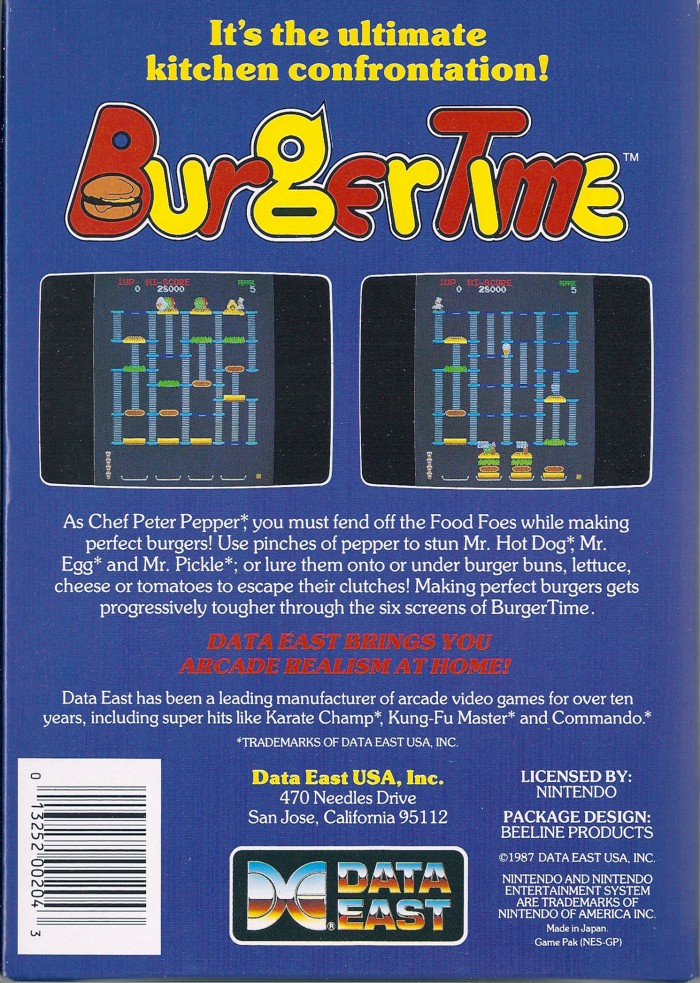 It's the ultimate
kitchen confrontation!
BurgerTime™
1UP HI-SCORE PEPPER
0 28000 5
1UP HI-SCORE PEPPER
0 28000 5
As Chef Peter Pepper*, you must fend off the Food Foes while making
perfect burgers! Use pinches of pepper to stun Mr. Hot Dog*, Mr.
Egg* and Mr. Pickle*; or lure them onto or under burger buns, lettuce,
cheese or tomatoes to escape their clutches! Making perfect burgers gets
progressively tougher through the six screens of BurgerTime.
DATA EAST BRINGS YOU
ARCADE REALISM AT HOME!
Data East has been a leading manufacturer of arcade video games for over ten
years, including super hits like Karate Champ*, Kung-Fu Master* and Commando.*
*TRADEMARKS OF DATA EAST USA, INC.
0 13252 00204 3
Data East USA, Inc.
470 Needles Drive
San Jose, California 95112
DATA
EAST
®
LICENSED BY:
NINTENDO
PACKAGE DESIGN:
BEELINE PRODUCTS
©1987 DATA EAST USA, INC.
NINTENDO AND NINTENDO
ENTERTAINMENT SYSTEM
ARE TRADEMARKS OF
NINTENDO OF AMERICA INC.
Made in Japan.
Game Pak (NES-GP)